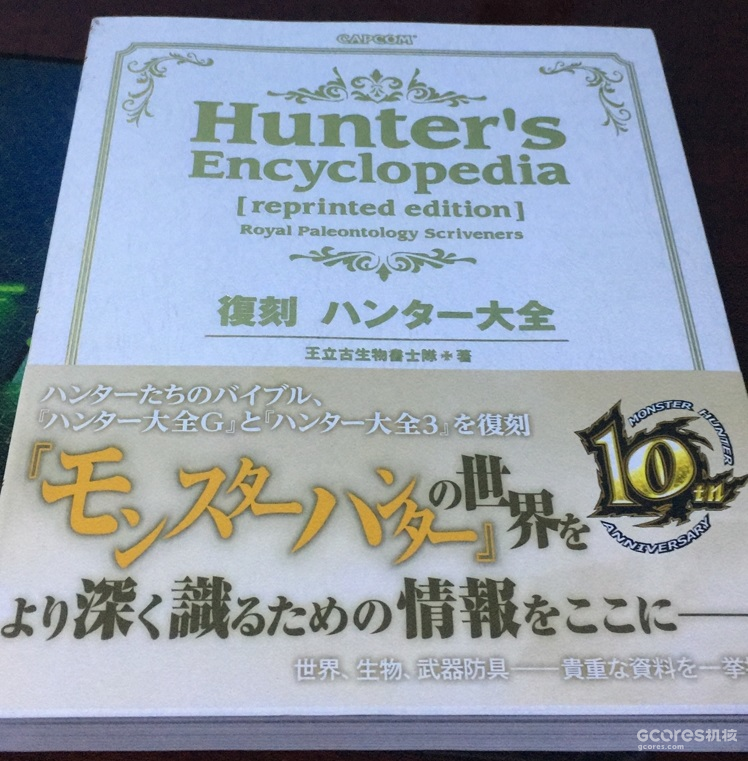 CAPCOM
Hunter's
Encyclopedia
[reprinted edition]
Royal Paleontology Scriveners
復刻 ハンター大全
王立古生物書士隊✚著
ハンターたちのバイブル、
『ハンター大全G』と『ハンター大全3』を復刻
『モンスターハンター』の世界を
MONSTER HUNTER
10th
ANNIVERSARY
より深く識るための情報をここに——
世界、生物、武器防具——貴重な資料を一挙
GCORES机核
gcores.com